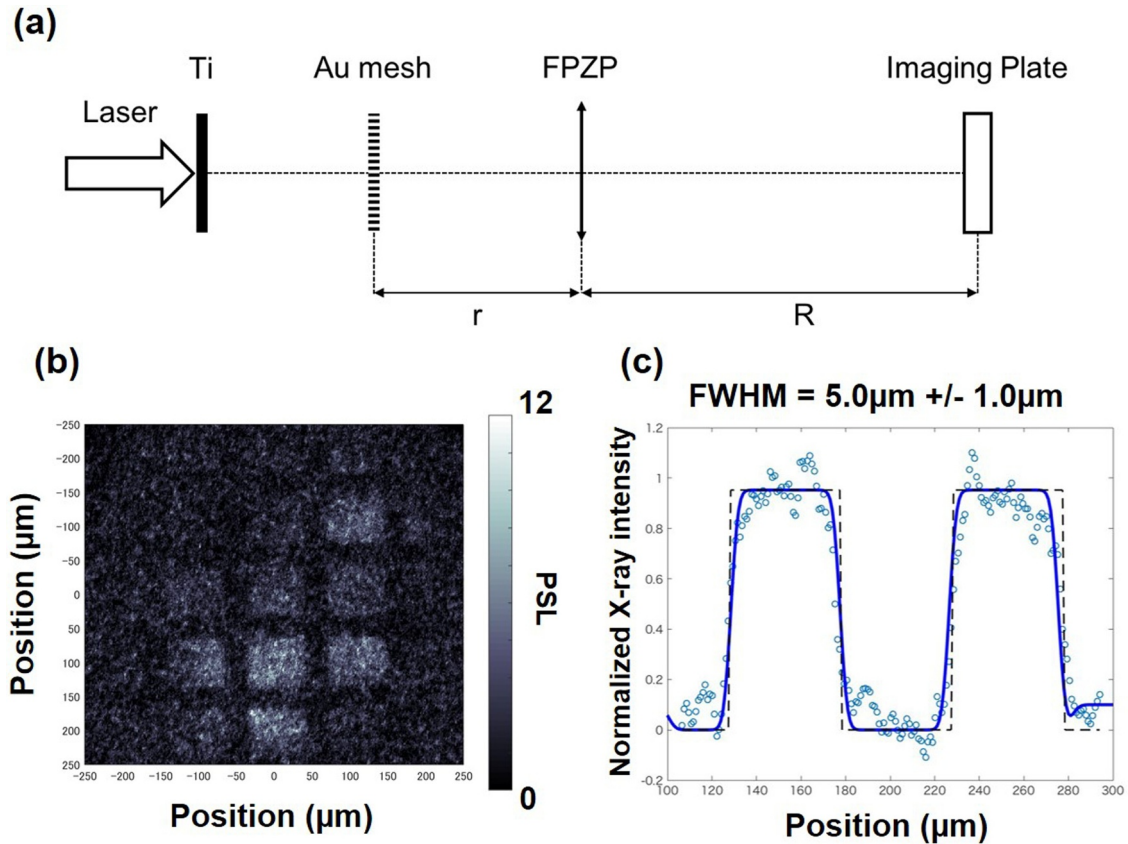 (a)
Ti
Au mesh
FPZP
Imaging Plate
Laser
r
R
(b)
12
-250
-200
-150
-100
-50
0
50
100
150
200
250
-250
-200
-150
-100
-50
0
50
100
150
200
250
0
PSL
Position (µm)
Position (µm)
(c)
FWHM = 5.0µm +/- 1.0µm
1.2
1
0.8
0.6
0.4
0.2
0
-0.2
100
120
140
160
180
200
220
240
260
280
300
Normalized X-ray intensity
Position (µm)